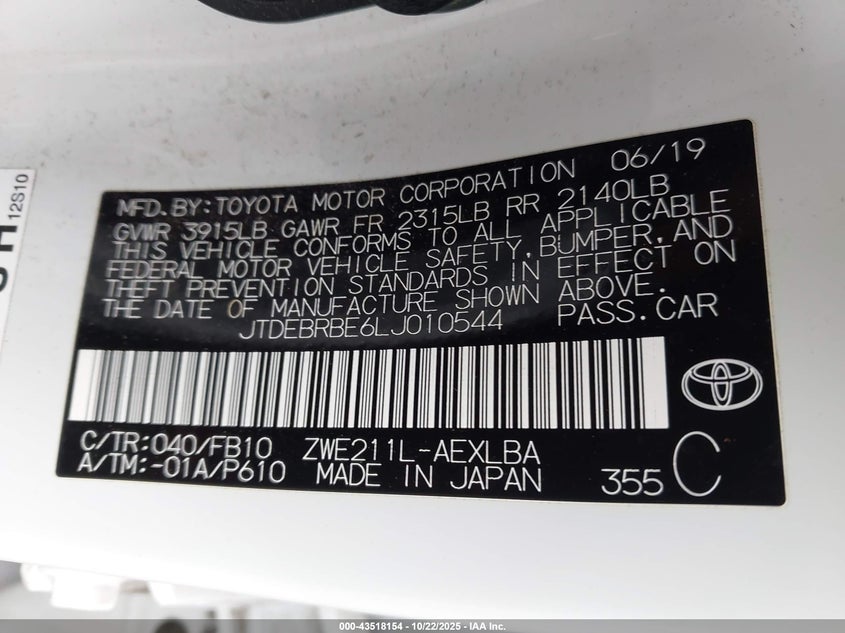 MFD.BY:TOYOTA MOTOR CORPORATION 06/19
GVWR 3915LB GAWR FR 2315LB RR 2140LB
THIS VEHICLE CONFORMS TO ALL APPLICABLE
FEDERAL MOTOR VEHICLE SAFETY,BUMPER,AND
THEFT PREVENTION STANDARDS IN EFFECT ON
THE DATE OF MANUFACTURE SHOWN ABOVE.
JTDEBRBE6LJ010544 PASS.CAR
C/TR:040/FB10 ZWE211L-AEXLBA
A/TM:-01A/P610 MADE IN JAPAN 355 C
12S10
000-43518154 - 10/22/2025 - IAA Inc.